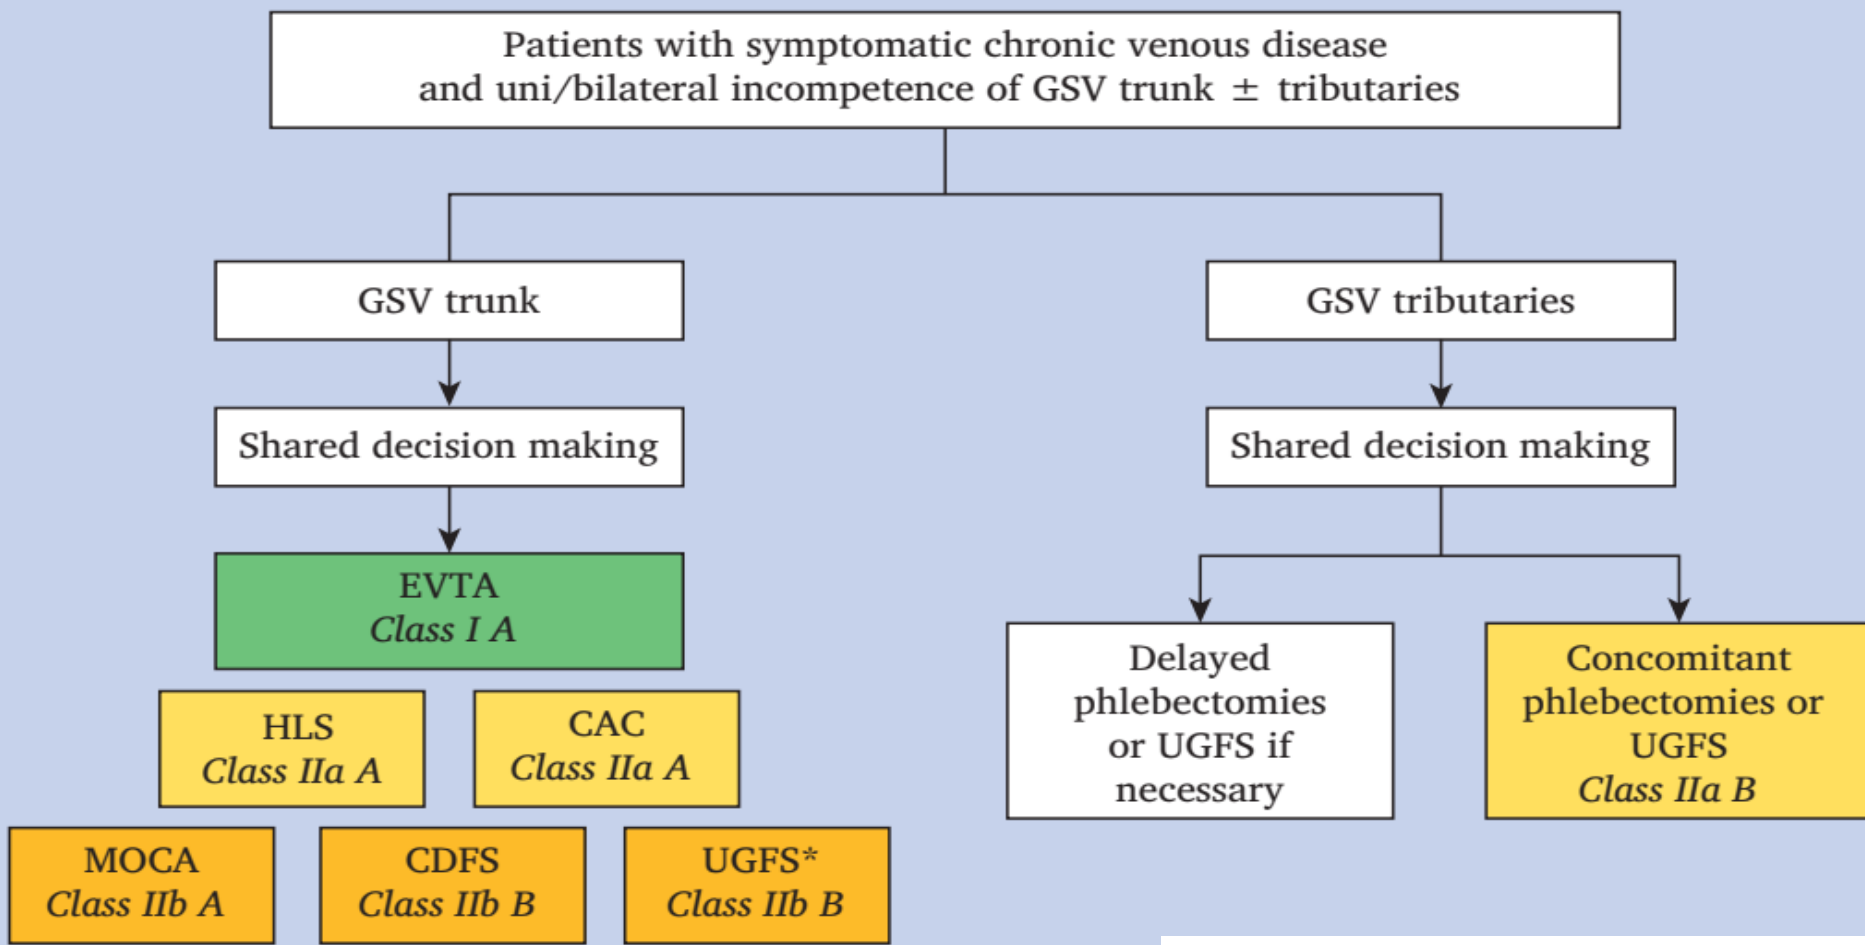 Patients with symptomatic chronic venous disease
and uni/bilateral incompetence of GSV trunk ± tributaries
GSV trunk
GSV tributaries
Shared decision making
Shared decision making
EVTA
Class I A
HLS
Class IIa A
CAC
Class IIa A
MOCA
Class IIb A
CDFS
Class IIb B
UGFS*
Class IIb B
Delayed
phlebectomies
or UGFS if
necessary
Concomitant
phlebectomies or
UGFS
Class IIa B